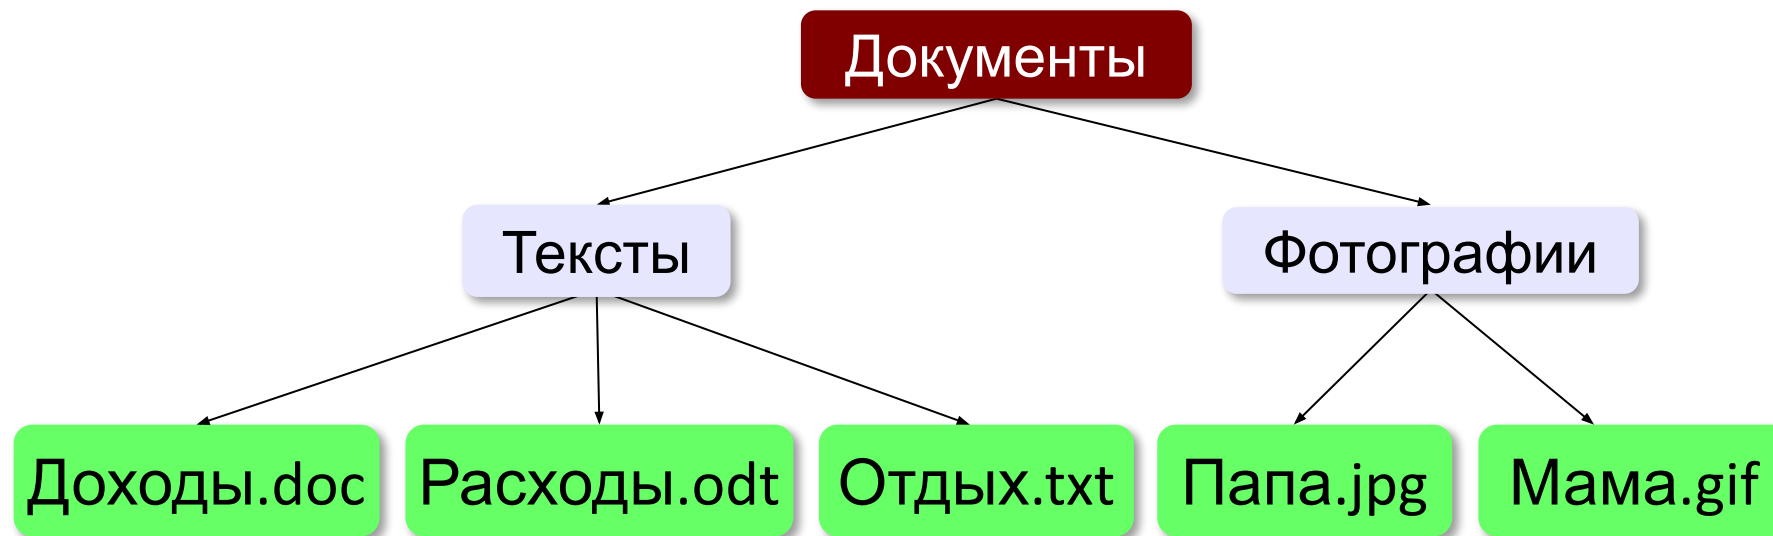 Документы
Тексты
Фотографии
Доходы.doc
Расходы.odt
Отдых.txt
Папа.jpg
Мама.gif